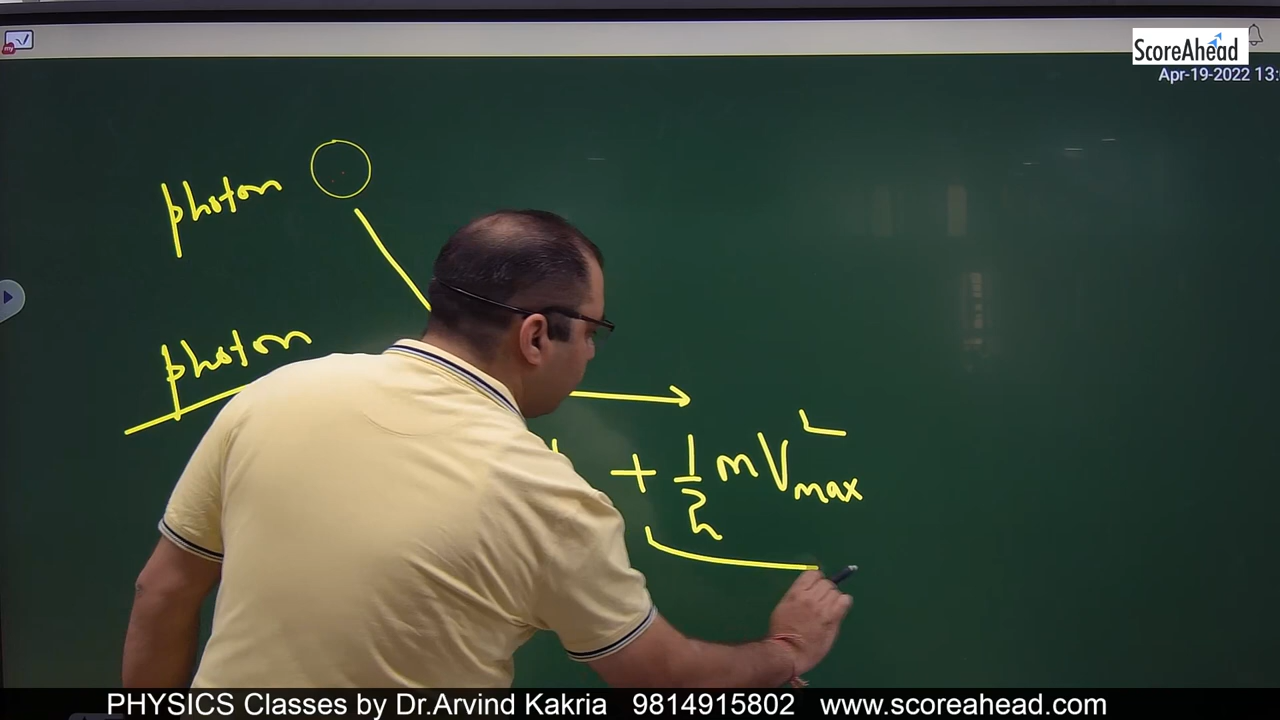 ScoreAhead
Apr-19-2022 13:
photon
photon
+ 1/2 mV²max
PHYSICS Classes by Dr.Arvind Kakria 9814915802 www.scoreahead.com